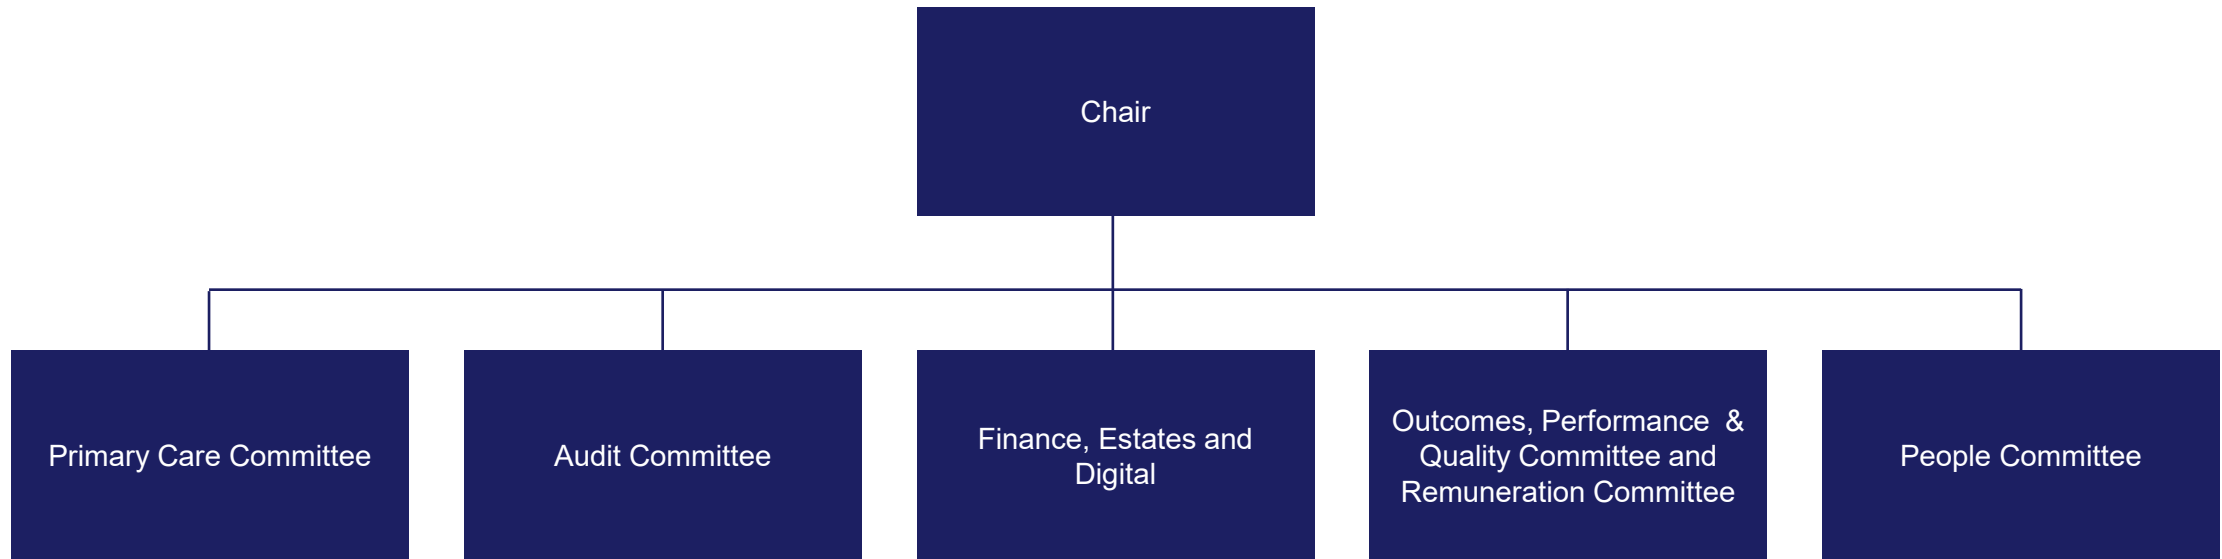 Chair
Primary Care Committee
Audit Committee
Finance, Estates and
Digital
Outcomes, Performance  &
Quality Committee and
Remuneration Committee
People Committee